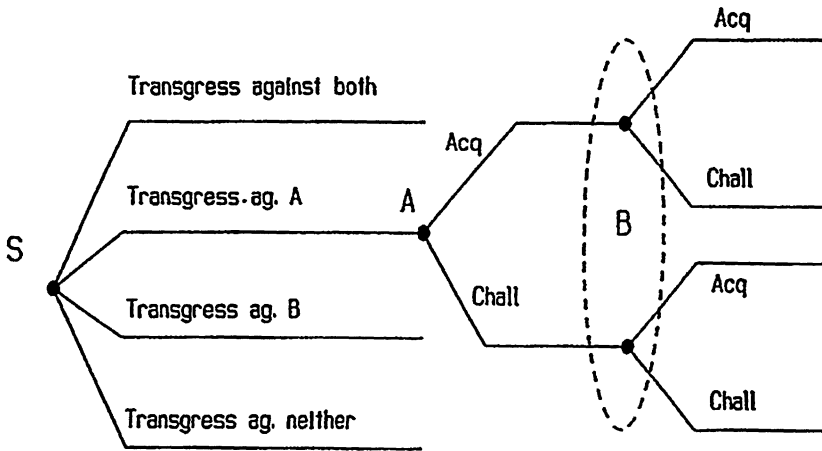 Acq
Transgress against both
Acq
Chall
Transgress. ag. A
A
B
S
Acq
Transgress ag. B
Chall
Chall
Transgress ag. neither